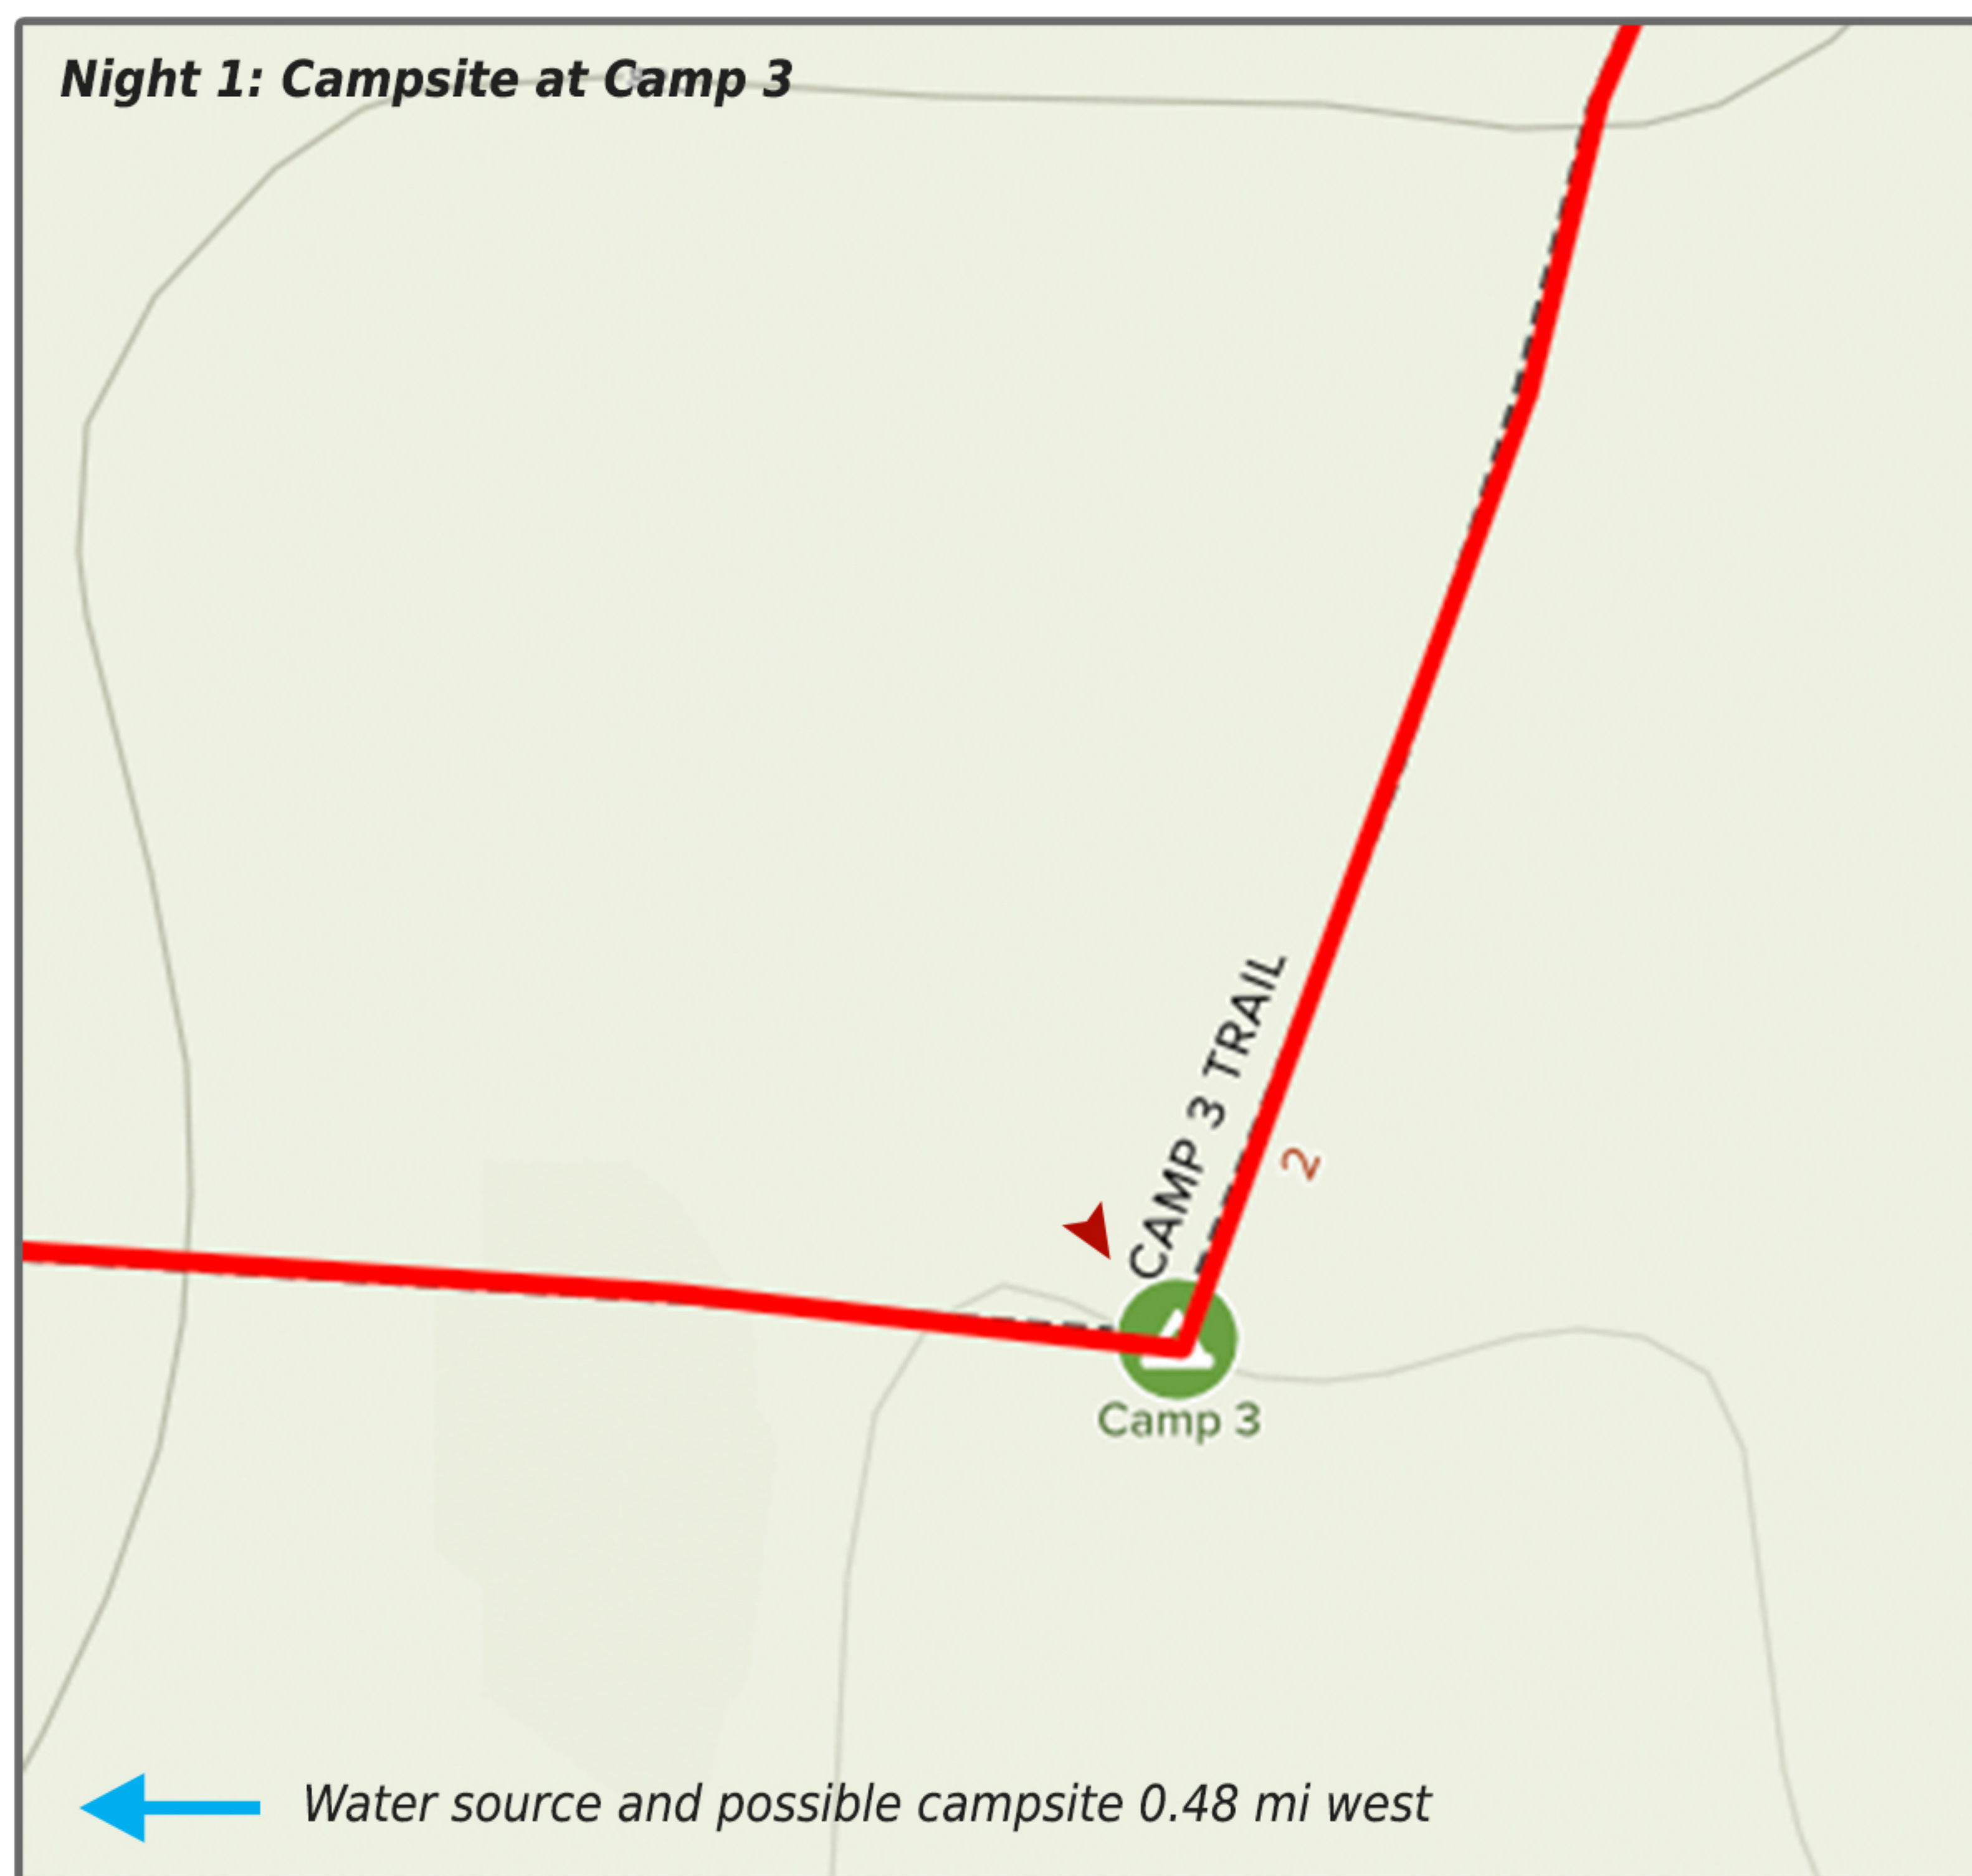 Night 1: Campsite at Camp 3
CAMP 3 TRAIL
2
Camp 3
Water source and possible campsite 0.48 mi west